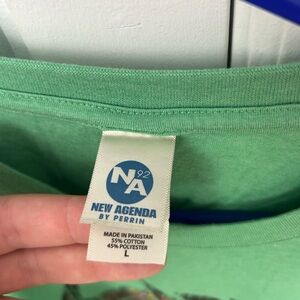 NA 92
NEW AGENDA
BY PERRIN
MADE IN PAKISTAN
55% COTTON
45% POLYESTER
L